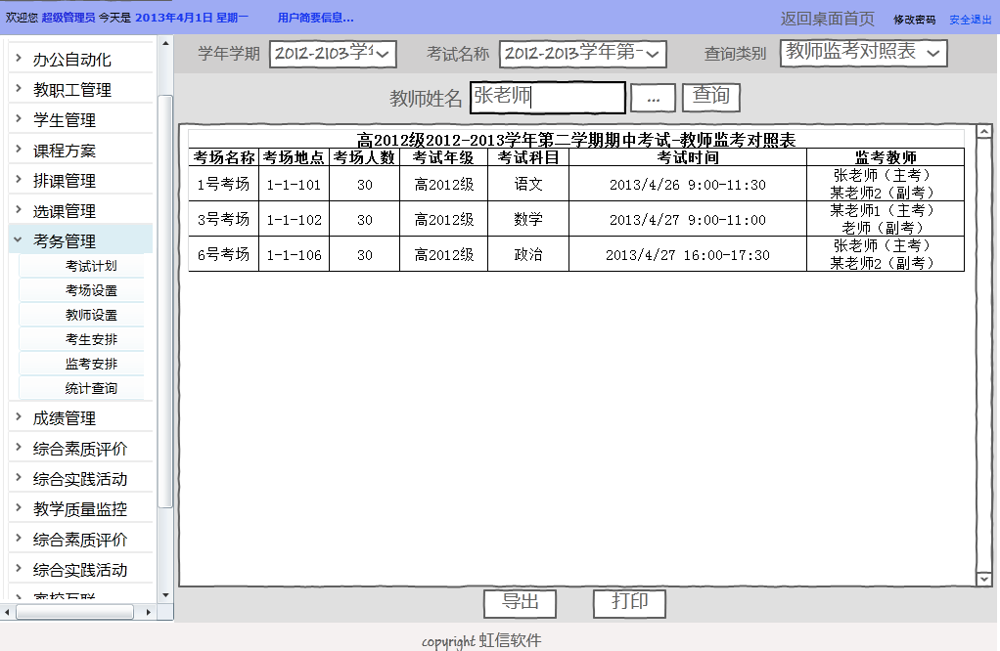 欢迎您 超级管理员 今天是 2013年4月1日 星期一 用户简要信息... 返回桌面首页 修改密码 安全退出
学年学期 2012-2103学 考试名称 2012-2013学年第一 查询类别 教师监考对照表
教师姓名 张老师 ... 查询
办公自动化
教职工管理
学生管理
课程方案
排课管理
选课管理
考务管理
考试计划
考场设置
教师设置
考生安排
监考安排
统计查询
成绩管理
综合素质评价
综合实践活动
教学质量监控
综合素质评价
综合实践活动
家校互联
高2012级2012-2013学年第二学期期中考试-教师监考对照表
考场名称 考场地点 考场人数 考试年级 考试科目 考试时间 监考教师
1号考场 1-1-101 30 高2012级 语文 2013/4/26 9:00-11:30 张老师（主考）
某老师2（副考）
3号考场 1-1-102 30 高2012级 数学 2013/4/27 9:00-11:00 某老师1（主考）
老师（副考）
6号考场 1-1-106 30 高2012级 政治 2013/4/27 16:00-17:30 张老师（主考）
某老师2（副考）
导出 打印
copyright 虹信软件